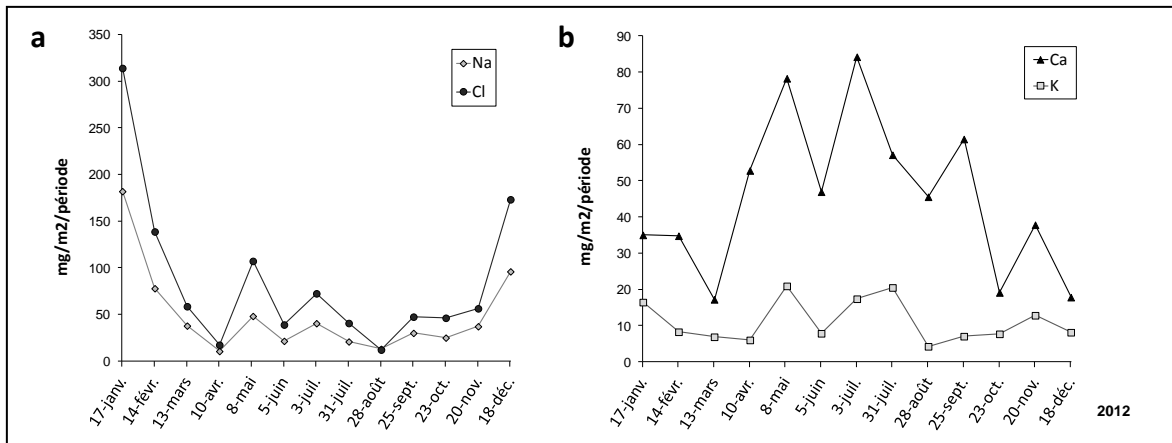 a
Na
Cl
mg/m2/période
350
300
250
200
150
100
50
0
17-janv.
14-févr.
13-mars
10-avr.
8-mai
5-juin
3-juil.
31-juil.
28-août
25-sept.
23-oct.
20-nov.
18-déc.
b
Ca
K
mg/m2/période
90
80
70
60
50
40
30
20
10
0
17-janv.
14-févr.
13-mars
10-avr.
8-mai
5-juin
3-juil.
31-juil.
28-août
25-sept.
23-oct.
20-nov.
18-déc.
2012